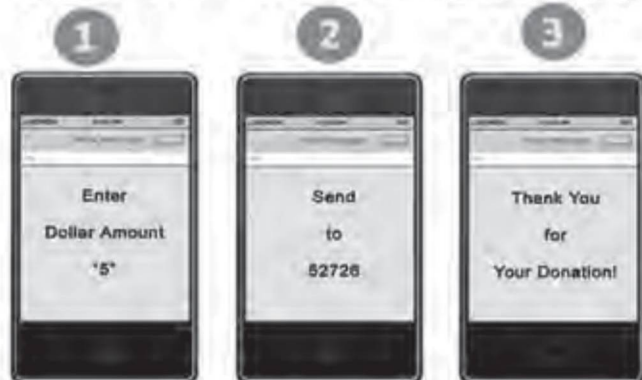 1
Enter
Dollar Amount
"5"
2
Send
to
52726
3
Thank You
for
Your Donation!